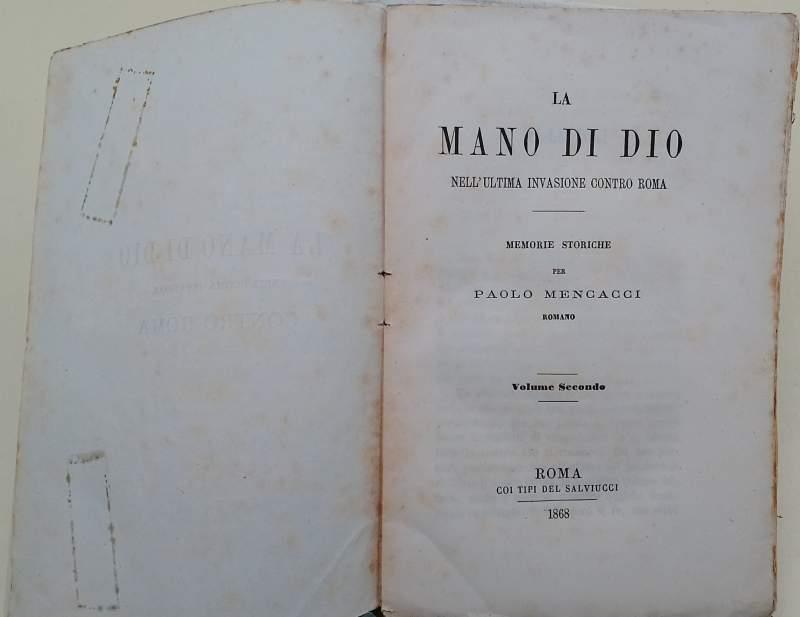 LA
MANO DI DIO
NELL'ULTIMA INVASIONE CONTRO ROMA
MEMORIE STORICHE
PER
PAOLO MENCACCI
ROMANO
Volume Secondo
ROMA
COI TIPI DEL SALVIUCCI
1868